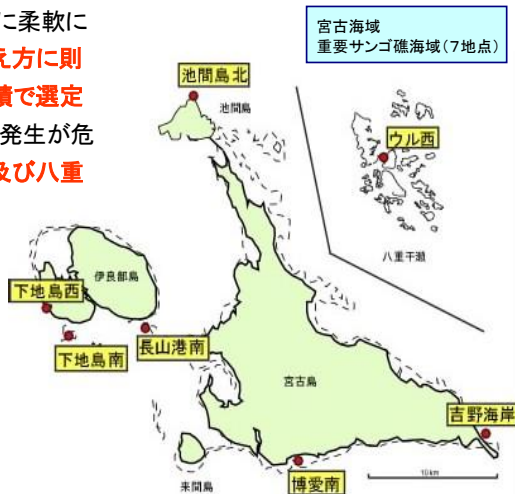 に柔軟に
え方に則
績で選定
発生が危
及び八重
宮古海域
重要サンゴ礁海域(7地点)
池間島北
池間島
ウル西
八重干瀬
伊良部島
下地島西
下地島南
長山港南
宮古島
吉野海岸
博愛南
来間島
10km